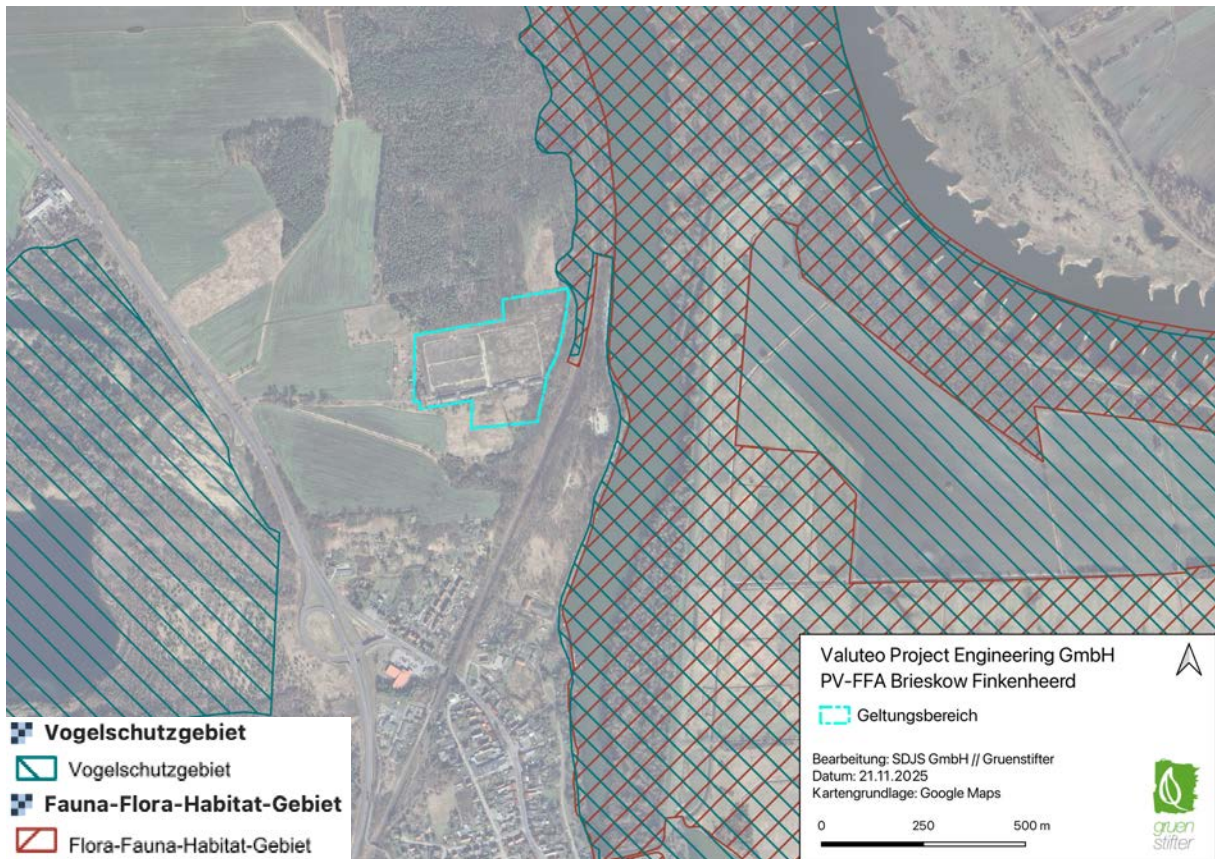 Valuteo Project Engineering GmbH
PV-FFA Brieskow Finkenheerd
Geltungsbereich
Bearbeitung: SDJS GmbH // Gruenstifter
Datum: 21.11.2025
Kartengrundlage: Google Maps
0 250 500 m
gruen
stifter
Vogelschutzgebiet
Vogelschutzgebiet
Fauna-Flora-Habitat-Gebiet
Flora-Fauna-Habitat-Gebiet